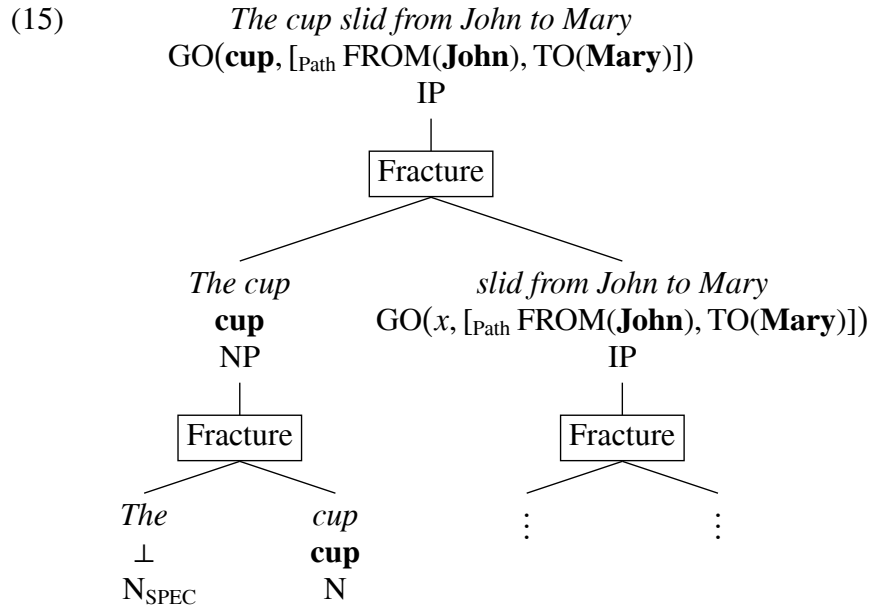 (15) The cup slid from John to Mary
GO(cup, [Path FROM(John), TO(Mary)])
IP
Fracture
The cup slid from John to Mary
cup GO(x, [Path FROM(John), TO(Mary)])
NP IP
Fracture Fracture
The cup ⋮ ⋮
⊥ cup
NSPEC N